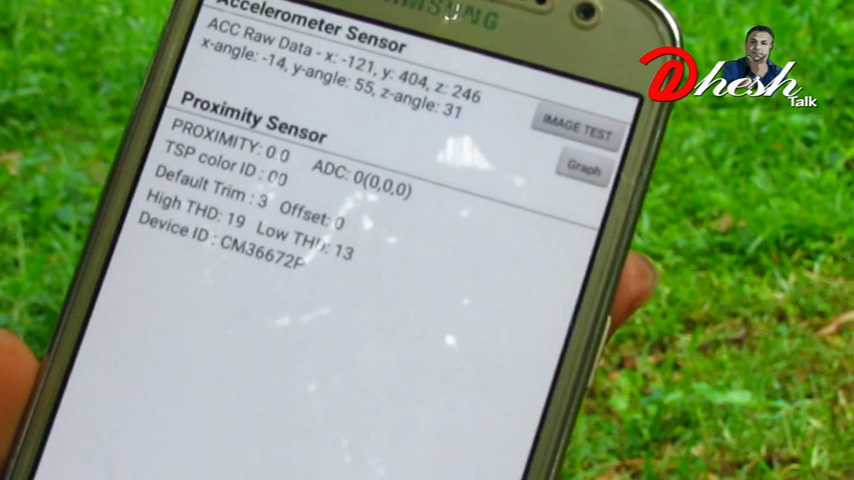 SAMSUNG
Accelerometer Sensor
ACC Raw Data - x: -121, y: 404, z: 246
x-angle: -14, y-angle: 55, z-angle: 31
IMAGE TEST
Graph
Proximity Sensor
PROXIMITY: 0.0 ADC: 0(0,0,0)
TSP color ID : 00
Default Trim : 3 Offset: 0
High THD: 19 Low THD: 13
Device ID : CM36672P
Dhesh
Talk